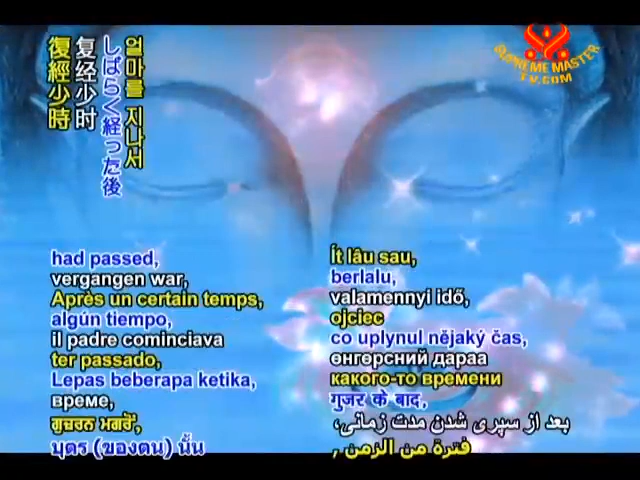 SUPREME MASTER
TV.COM
얼마를 지나서
しばらく経った後
复经少时
復經少時
had passed,
vergangen war,
Après un certain temps,
algún tiempo,
il padre cominciava
ter passado,
Lepas beberapa ketika,
време,
ਗੁਜ਼ਰਨ ਮਗਰੋਂ,
บุตร (ของตน) นั้น
Ít lâu sau,
berlalu,
valamennyi idő,
ojciec
co uplynul nějaký čas,
өнгөрсний дараа
какого-то времени
गुजर के बाद,
بعد از سپری شدن مدت زمانی،
فترة من الزمن ,